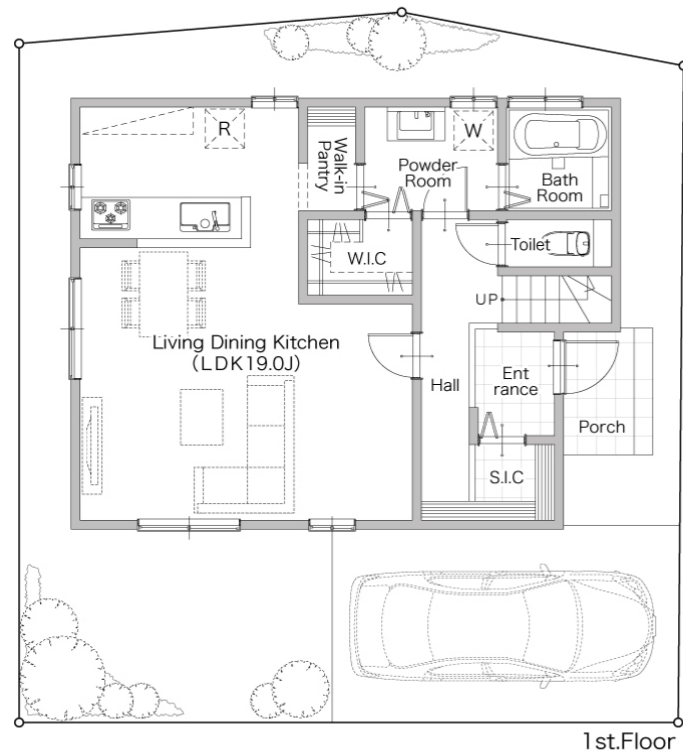 R
W
Walk-in
Pantry
Powder
Room
Bath
Room
W.I.C
Toilet
UP
Living Dining Kitchen
(LDK19.0J)
Hall
Ent
rance
Porch
S.I.C
1st.Floor